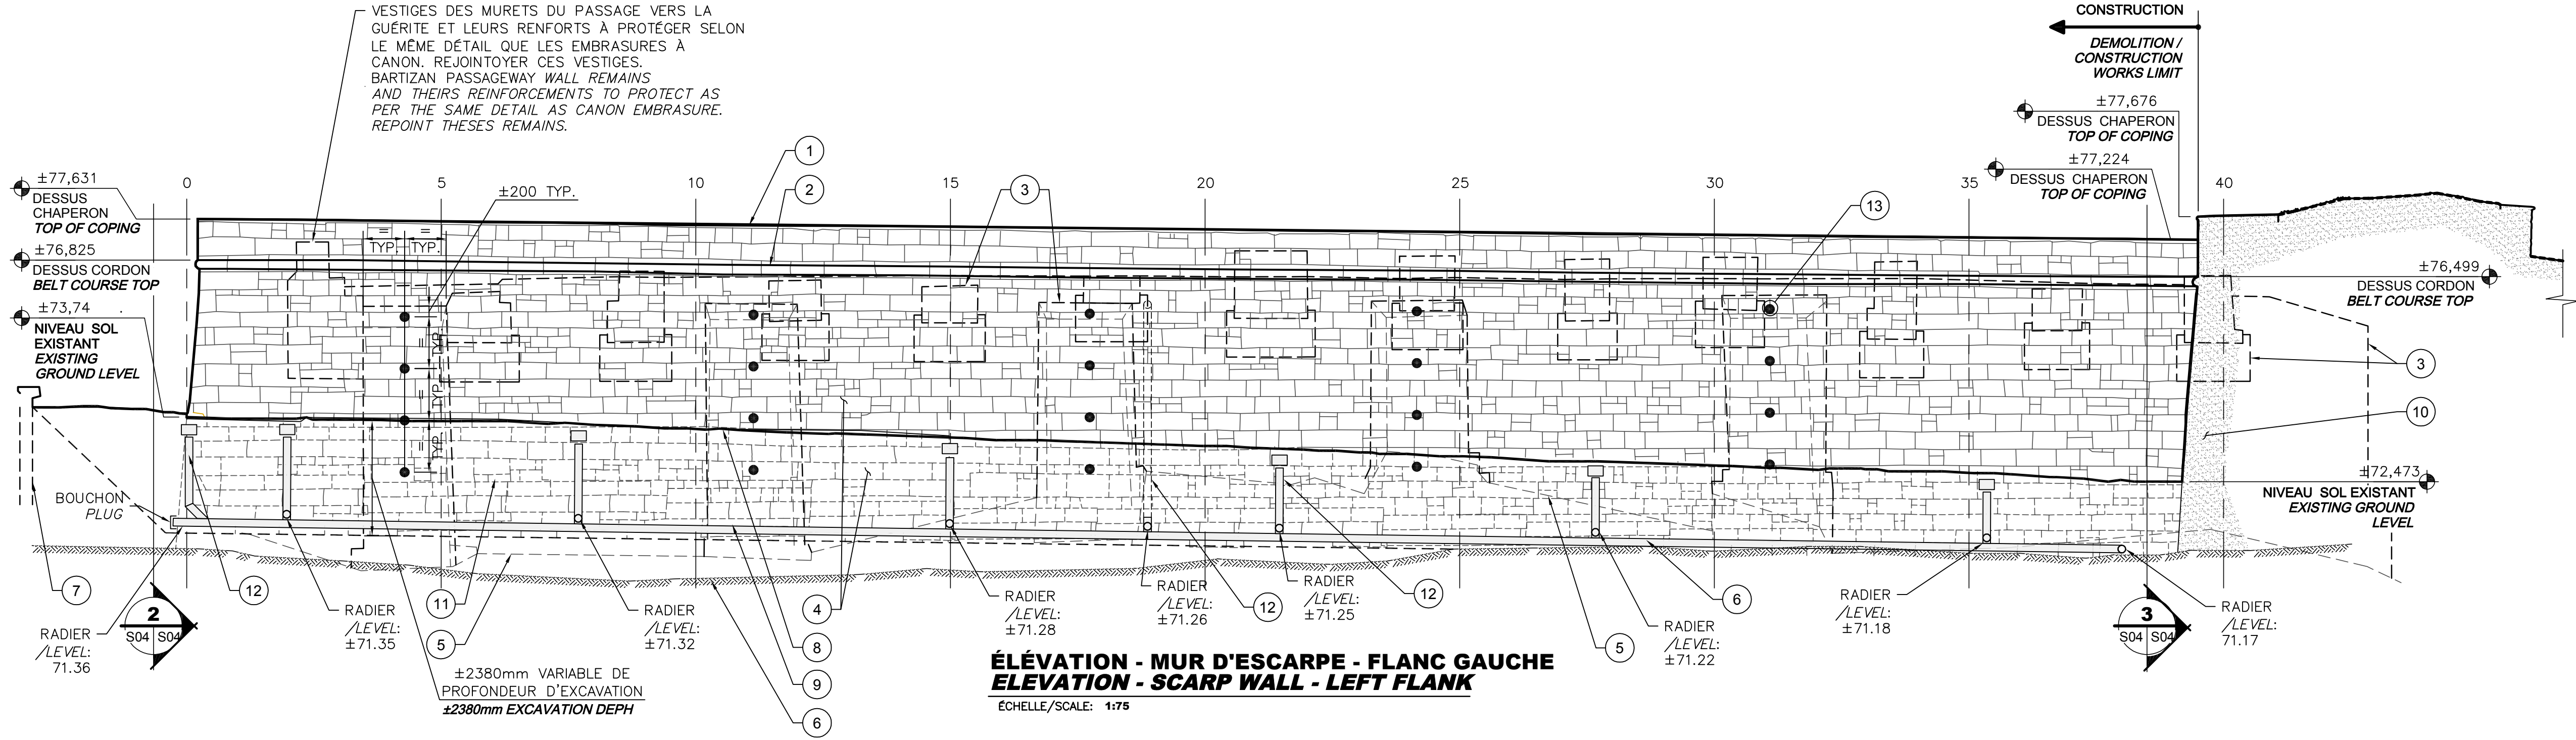 VESTIGES DES MURETS DU PASSAGE VERS LA
GUÉRITE ET LEURS RENFORTS À PROTÉGER SELON
LE MÊME DÉTAIL QUE LES EMBRASURES À
CANON. REJOINTOYER CES VESTIGES.
BARTIZAN PASSAGEWAY WALL REMAINS
AND THEIRS REINFORCEMENTS TO PROTECT AS
PER THE SAME DETAIL AS CANON EMBRASURE.
REPOINT THESES REMAINS.
CONSTRUCTION
DEMOLITION /
CONSTRUCTION
WORKS LIMIT
±77,676
DESSUS CHAPERON
TOP OF COPING
±77,224
DESSUS CHAPERON
TOP OF COPING
±77,631
DESSUS
CHAPERON
TOP OF COPING
±76,825
DESSUS CORDON
BELT COURSE TOP
±73,74
NIVEAU SOL
EXISTANT
EXISTING
GROUND LEVEL
0
5
10
15
20
25
30
35
40
±200 TYP.
=
=
TYP.
TYP.
=
TYP
=
TYP
=
TYP
1
2
3
13
±76,499
DESSUS CORDON
BELT COURSE TOP
3
10
±72,473
NIVEAU SOL EXISTANT
EXISTING GROUND
LEVEL
BOUCHON
PLUG
7
RADIER
/LEVEL:
71.36
2
S04 S04
12
RADIER
/LEVEL:
±71.35
11
5
±2380mm VARIABLE DE
PROFONDEUR D'EXCAVATION
±2380mm EXCAVATION DEPH
RADIER
/LEVEL:
±71.32
4
8
9
6
RADIER
/LEVEL:
±71.28
RADIER
/LEVEL:
±71.26
12
RADIER
/LEVEL:
±71.25
12
5
RADIER
/LEVEL:
±71.22
6
RADIER
/LEVEL:
±71.18
3
S04 S04
RADIER
/LEVEL:
71.17
ÉLÉVATION - MUR D'ESCARPE - FLANC GAUCHE
ELEVATION - SCARP WALL - LEFT FLANK
ÉCHELLE/SCALE: 1:75